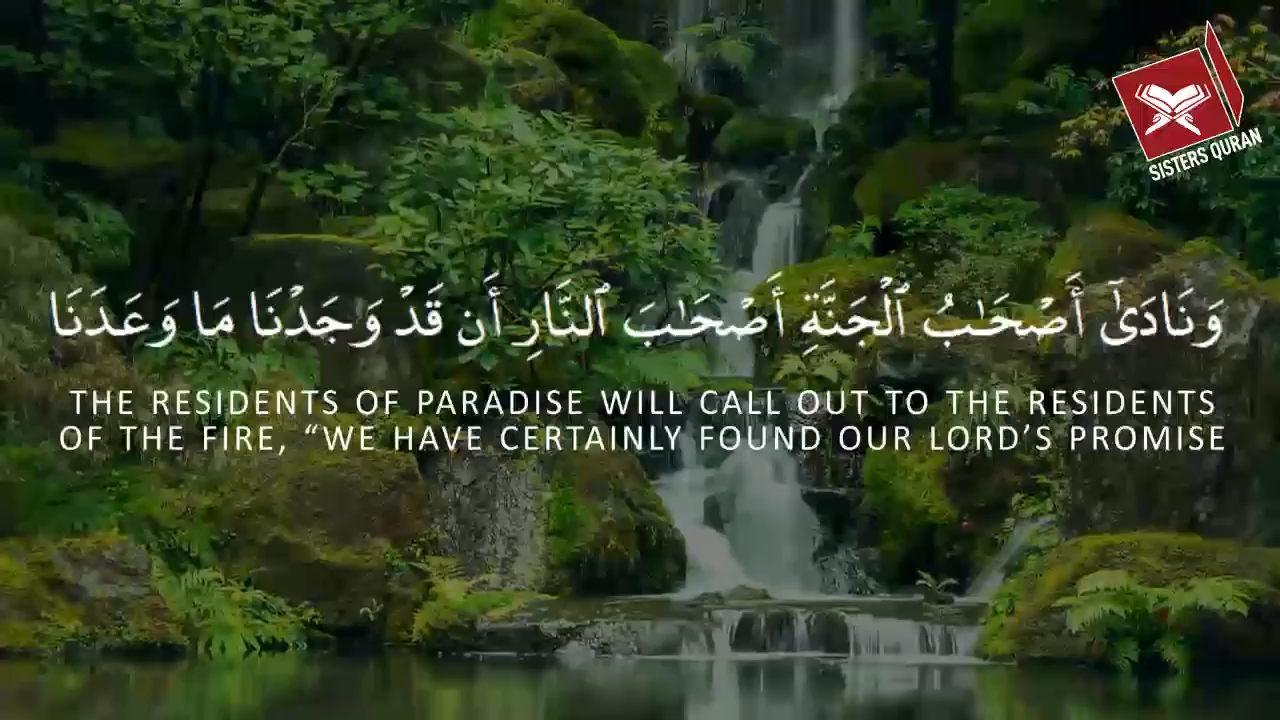 SISTERS QURAN
وَنَادَىٰٓ أَصْحَـٰبُ ٱلْجَنَّةِ أَصْحَـٰبَ ٱلنَّارِ أَن قَدْ وَجَدْنَا مَا وَعَدَنَا
THE RESIDENTS OF PARADISE WILL CALL OUT TO THE RESIDENTS
OF THE FIRE, “WE HAVE CERTAINLY FOUND OUR LORD’S PROMISE